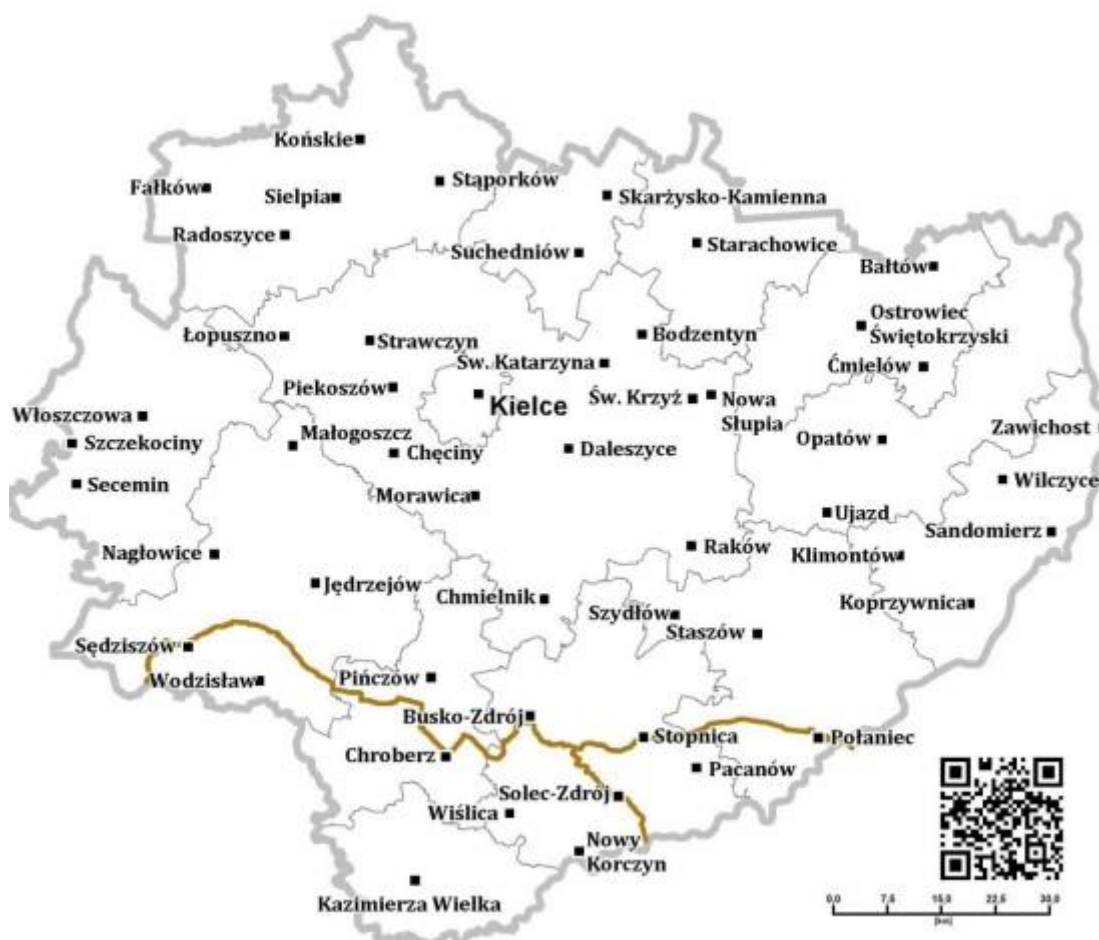 Końskie
Fałków
Sielpia
Stąporków
Skarżysko-Kamienna
Radoszyce
Suchedniów
Starachowice
Bałtów
Łopuszno
Strawczyn
Bodzentyn
Ostrowiec
Świętokrzyski
Św. Katarzyna
Ćmielów
Piekoszów
Kielce
Św. Krzyż
Nowa
Słupia
Włoszczowa
Szczekociny
Małogoszcz
Chęciny
Daleszyce
Opatów
Zawichost
Secemin
Morawica
Wilczyce
Ujazd
Sandomierz
Nagłowice
Raków
Klimontów
Jędrzejów
Chmielnik
Szydłów
Koprzywnica
Staszów
Sędziszów
Wodzisław
Pińczów
Busko-Zdrój
Stopnica
Połaniec
Chroberz
Pacanów
Solec-Zdrój
Wiślica
Nowy
Korczyn
Kazimierza Wielka
0,0 7,5 15,0 22,5 30,0
[km]